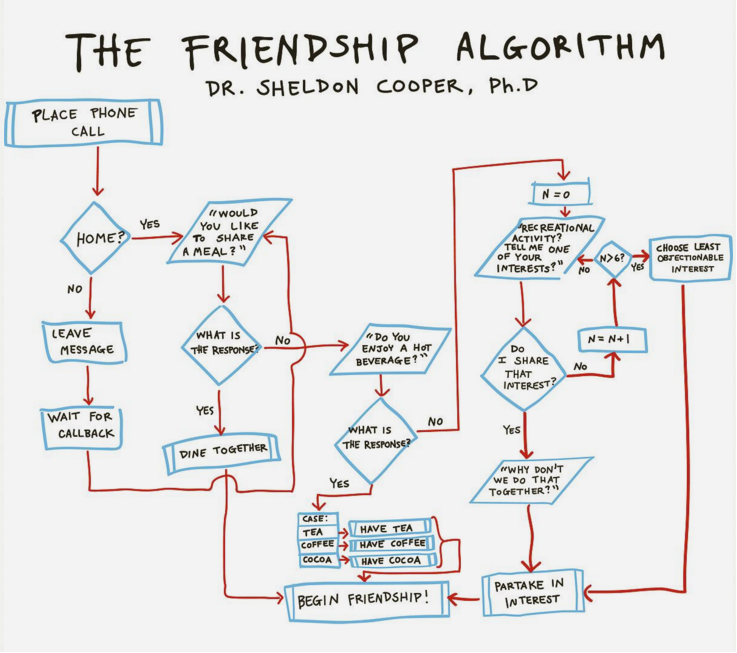 THE FRIENDSHIP ALGORITHM
DR. SHELDON COOPER, Ph.D
PLACE PHONE
CALL
HOME?
YES
NO
LEAVE
MESSAGE
WAIT FOR
CALLBACK
"WOULD
YOU LIKE
TO SHARE
A MEAL?"
WHAT IS
THE RESPONSE?
NO
YES
DINE TOGETHER
"DO YOU
ENJOY A HOT
BEVERAGE?"
WHAT IS
THE RESPONSE?
NO
YES
CASE:
TEA
HAVE TEA
COFFEE
HAVE COFFEE
COCOA
HAVE COCOA
BEGIN FRIENDSHIP!
N = 0
"RECREATIONAL
ACTIVITY?
TELL ME ONE
OF YOUR
INTERESTS?"
NO
N>6?
YES
CHOOSE LEAST
OBJECTIONABLE
INTEREST
N = N+1
DO
I SHARE
THAT
INTEREST?
NO
YES
"WHY DON'T
WE DO THAT
TOGETHER?"
PARTAKE IN
INTEREST